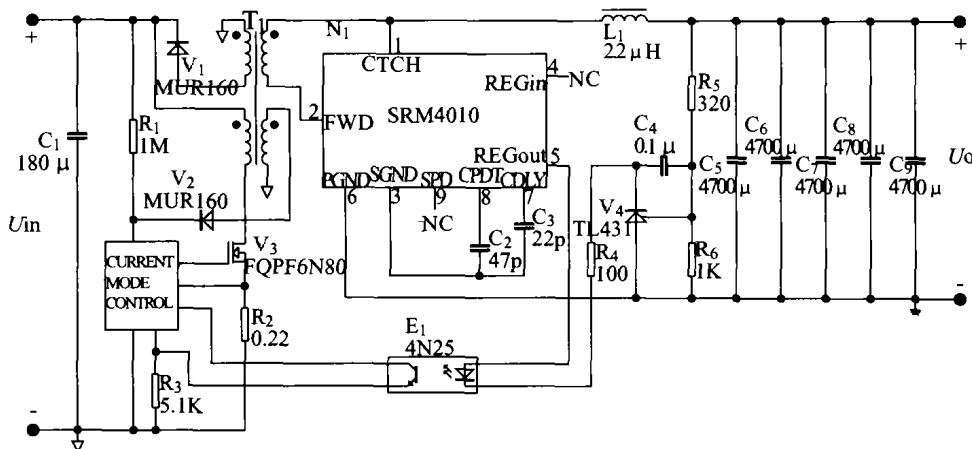 +
T
N₁
1
L₁
22 μH
+
V₁
MUR160
CTCH
4
REGin
NC
R₅
320
2
FWD
SRM4010
C₁
180 μ
R₁
1M
C₄
0.1 μ
C₆
4700 μ
C₈
4700 μ
Uo
REGout
5
V₂
MUR160
PGND
SGND
SPD
CPDT
CDLY
6
3
9
8
7
C₅
4700 μ
C₇
4700 μ
C₉
4700 μ
NC
V₄
TL431
Uin
C₃
22p
C₂
47p
R₄
100
R₆
1K
V₃
FQPF6N80
CURRENT
MODE
CONTROL
-
R₂
0.22
E₁
4N25
R₃
5.1K
-